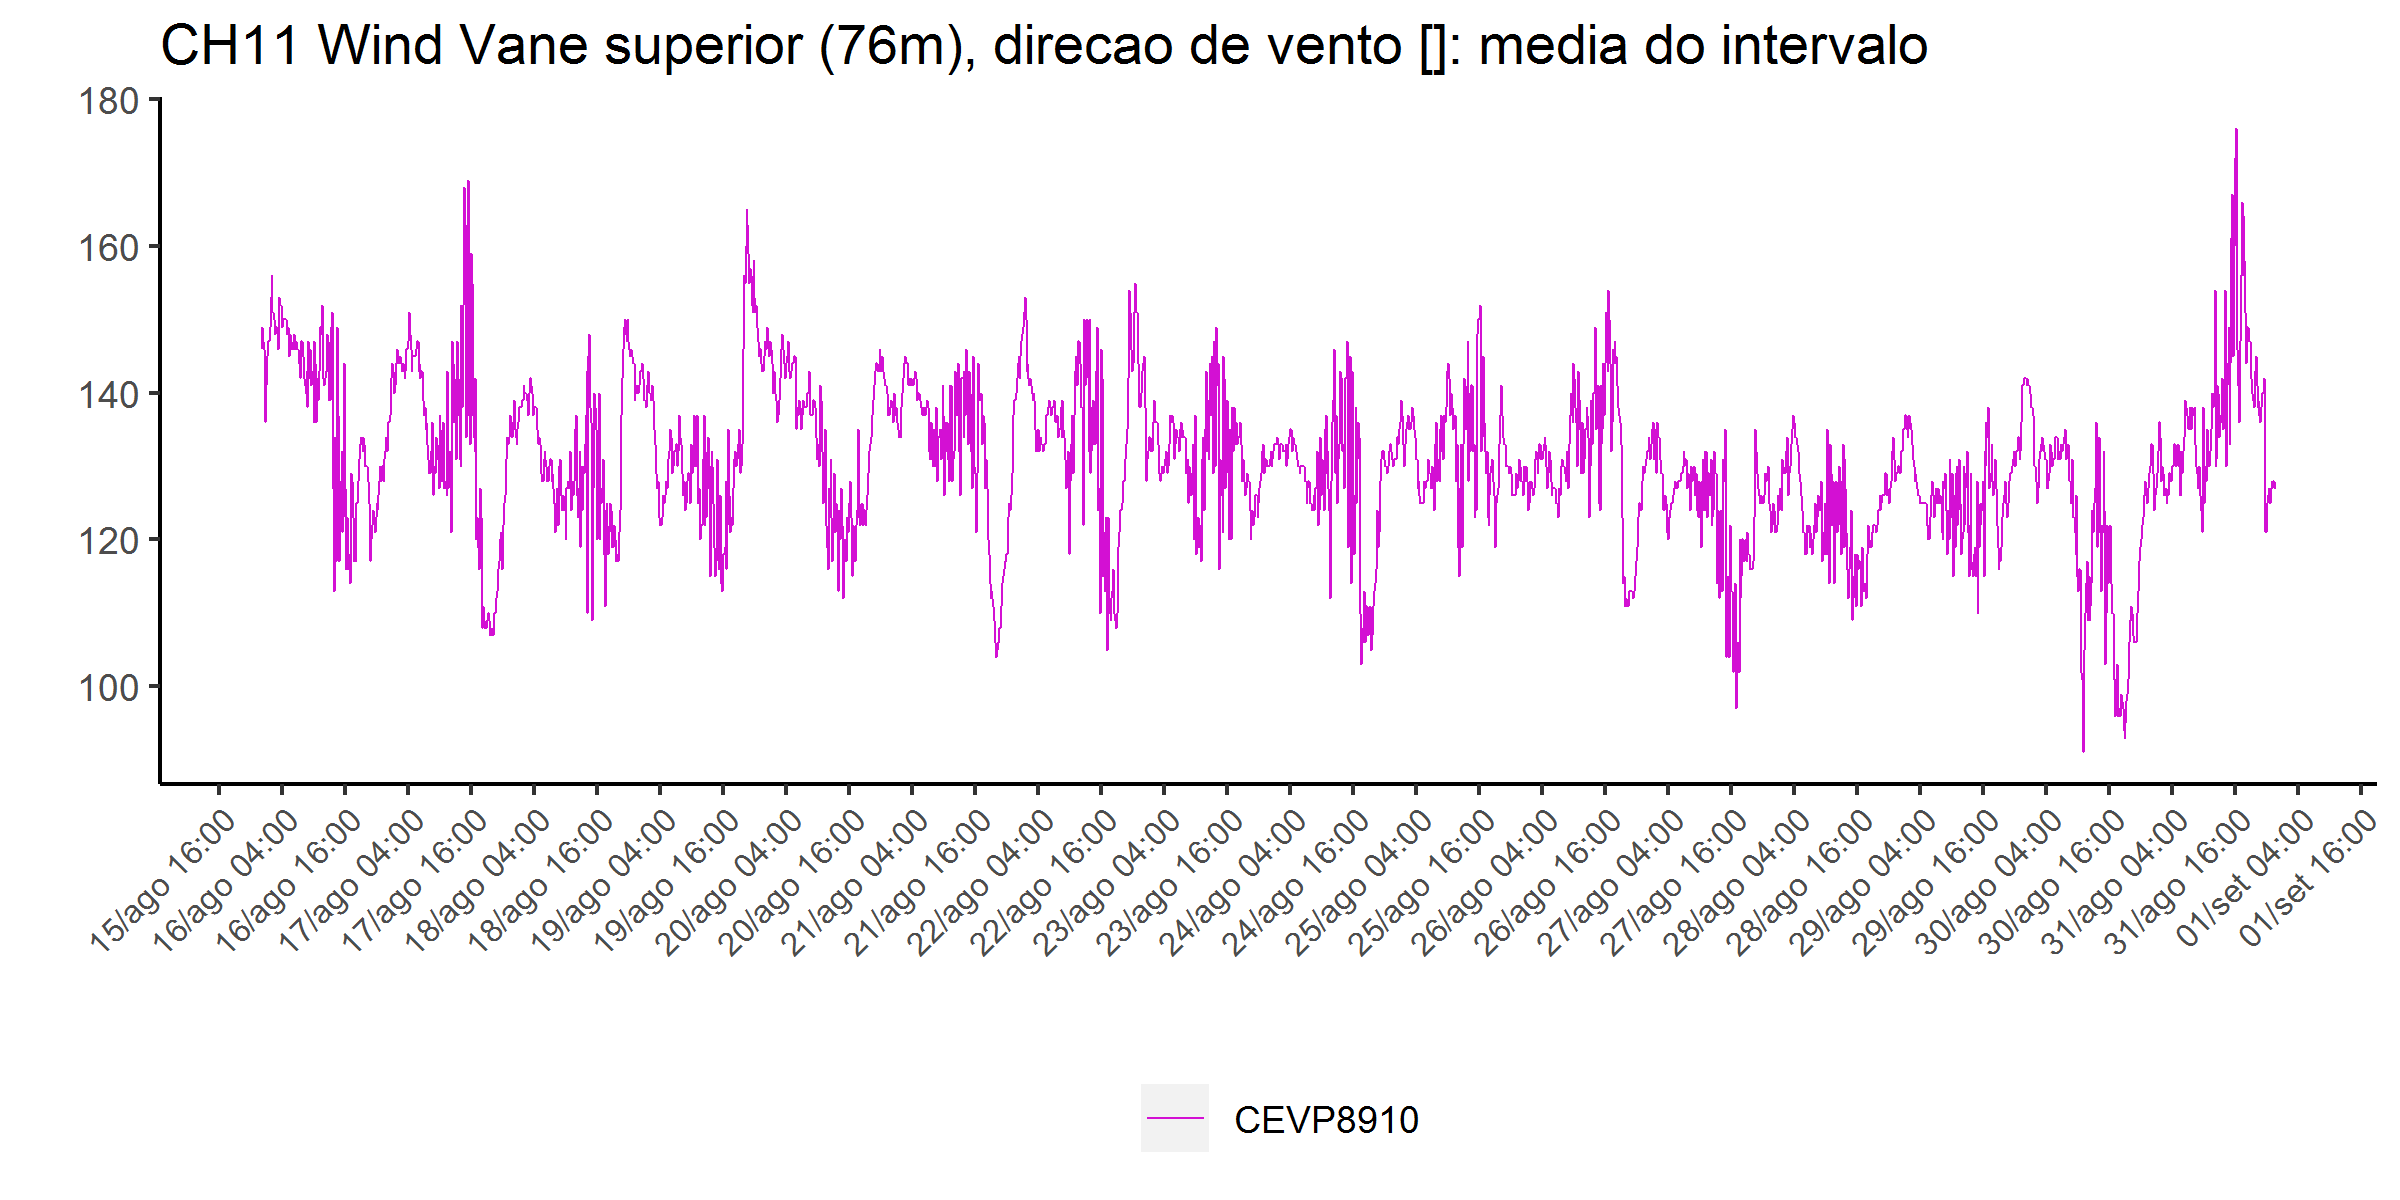 CH11 Wind Vane superior (76m), direcao de vento []: media do intervalo
180
160
140
120
100
15/ago 16:00
16/ago 04:00
16/ago 16:00
17/ago 04:00
17/ago 16:00
18/ago 04:00
18/ago 16:00
19/ago 04:00
19/ago 16:00
20/ago 04:00
20/ago 16:00
21/ago 04:00
21/ago 16:00
22/ago 04:00
22/ago 16:00
23/ago 04:00
23/ago 16:00
24/ago 04:00
24/ago 16:00
25/ago 04:00
25/ago 16:00
26/ago 04:00
26/ago 16:00
27/ago 04:00
27/ago 16:00
28/ago 04:00
28/ago 16:00
29/ago 04:00
29/ago 16:00
30/ago 04:00
30/ago 16:00
31/ago 04:00
31/ago 16:00
01/set 04:00
01/set 16:00
CEVP8910